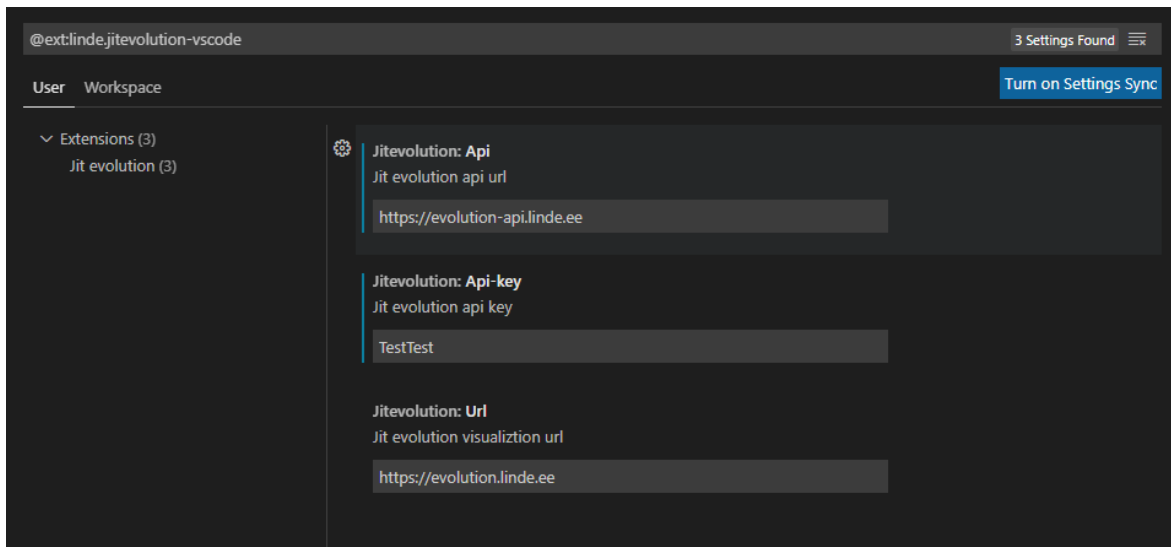 @ext:linde.jitevolution-vscode
3 Settings Found
User Workspace
Turn on Settings Sync
Extensions (3)
Jit evolution (3)
Jitevolution: Api
Jit evolution api url
https://evolution-api.linde.ee
Jitevolution: Api-key
Jit evolution api key
TestTest
Jitevolution: Url
Jit evolution visualiztion url
https://evolution.linde.ee